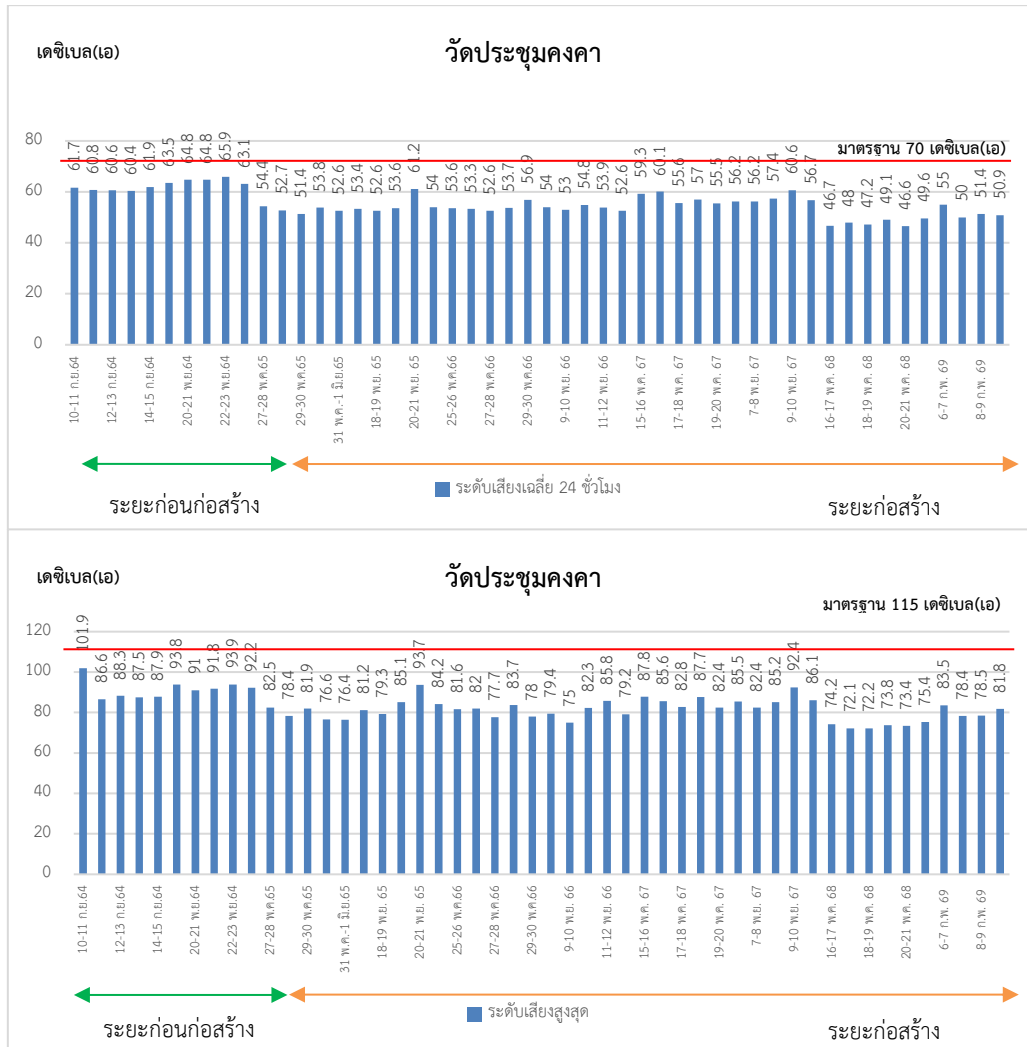 เดซิเบล(เอ)
วัดประชุมคงคา
มาตรฐาน 70 เดซิเบล(เอ)
80
60
40
20
0
61.7 60.8 60.6 60.4 61.9 63.5 64.8 64.8 65.9 63.1 54.4 52.7 51.4 53.8 52.6 53.4 52.6 53.6 61.2 54 53.6 53.3 52.6 53.7 56.9 54 53 54.8 53.9 52.6 59.3 60.1 55.6 57 55.5 56.2 56.2 57.4 60.6 56.7 46.7 48 47.2 49.1 46.6 49.6 55 50 51.4 50.9
10-11 ก.ย.64
12-13 ก.ย.64
14-15 ก.ย.64
20-21 พ.ย.64
22-23 พ.ย.64
27-28 พ.ค.65
29-30 พ.ค.65
31 พ.ค.-1 มิ.ย.65
18-19 พ.ย. 65
20-21 พ.ย. 65
25-26 พ.ค.66
27-28 พ.ค.66
29-30 พ.ค.66
9-10 พ.ย. 66
11-12 พ.ย. 66
15-16 พ.ค. 67
17-18 พ.ค. 67
19-20 พ.ค. 67
7-8 พ.ย. 67
9-10 พ.ย. 67
16-17 พ.ค. 68
18-19 พ.ค. 68
20-21 พ.ค. 68
6-7 ก.พ. 69
8-9 ก.พ. 69
ระยะก่อนก่อสร้าง
ระดับเสียงเฉลี่ย 24 ชั่วโมง
ระยะก่อสร้าง
เดซิเบล(เอ)
วัดประชุมคงคา
มาตรฐาน 115 เดซิเบล(เอ)
120
100
80
60
40
20
0
101.9 86.6 88.3 87.5 87.9 93.8 91 91.8 93.9 92.2 82.5 78.4 81.9 76.6 76.4 81.2 79.3 85.1 93.7 84.2 81.6 82 77.7 83.7 78 79.4 75 82.3 85.8 79.2 87.8 85.6 82.8 87.7 82.4 85.5 82.4 85.2 92.4 86.1 74.2 72.1 72.2 73.8 73.4 75.4 83.5 78.4 78.5 81.8
10-11 ก.ย.64
12-13 ก.ย.64
14-15 ก.ย.64
20-21 พ.ย.64
22-23 พ.ย.64
27-28 พ.ค.65
29-30 พ.ค.65
31 พ.ค.-1 มิ.ย.65
18-19 พ.ย. 65
20-21 พ.ย. 65
25-26 พ.ค.66
27-28 พ.ค.66
29-30 พ.ค.66
9-10 พ.ย. 66
11-12 พ.ย. 66
15-16 พ.ค. 67
17-18 พ.ค. 67
19-20 พ.ค. 67
7-8 พ.ย. 67
9-10 พ.ย. 67
16-17 พ.ค. 68
18-19 พ.ค. 68
20-21 พ.ค. 68
6-7 ก.พ. 69
8-9 ก.พ. 69
ระยะก่อนก่อสร้าง
ระดับเสียงสูงสุด
ระยะก่อสร้าง